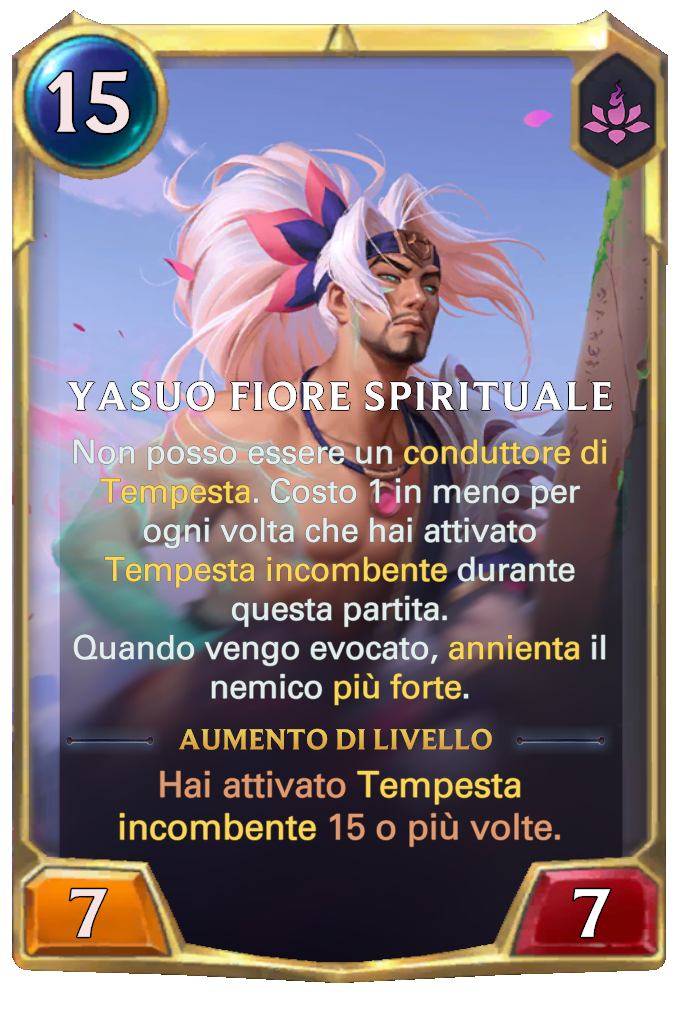 15
YASUO FIORE SPIRITUALE
Non posso essere un conduttore di
Tempesta. Costo 1 in meno per
ogni volta che hai attivato
Tempesta incombente durante
questa partita.
Quando vengo evocato, annienta il
nemico più forte.
AUMENTO DI LIVELLO
Hai attivato Tempesta
incombente 15 o più volte.
7
7